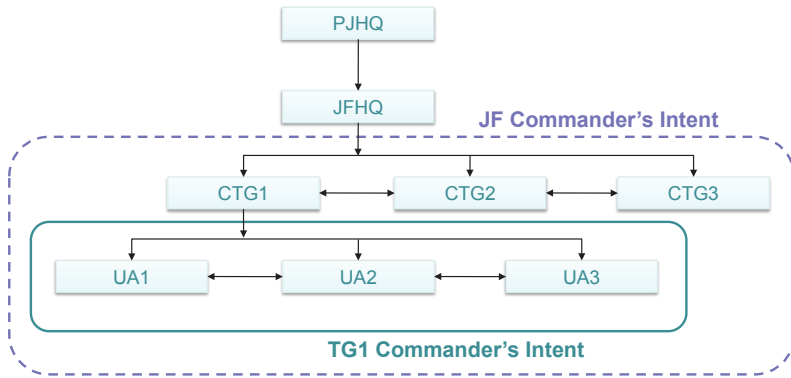 PJHQ
JFHQ
JF Commander's Intent
CTG1
CTG2
CTG3
UA1
UA2
UA3
TG1 Commander's Intent